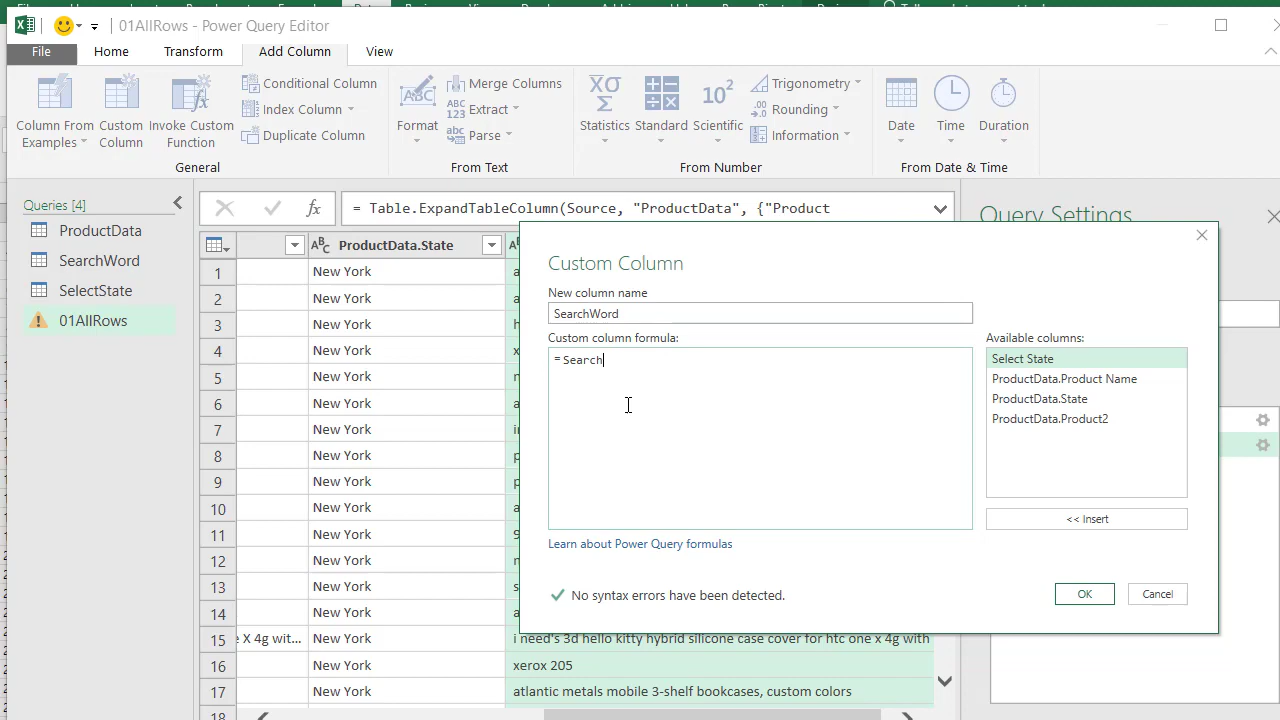 01AllRows - Power Query Editor
File Home Transform Add Column View
Column From Examples
Custom Column
Invoke Custom Function
Conditional Column
Index Column
Duplicate Column
General
Format
Merge Columns
Extract
Parse
From Text
Statistics
Standard
Scientific
Trigonometry
Rounding
Information
From Number
Date
Time
Duration
From Date & Time
Queries [4]
ProductData
SearchWord
SelectState
01AllRows
fx
= Table.ExpandTableColumn(Source, "ProductData", {"Product
Query Settings
ProductData.State
1 New York
2 New York
3 New York
4 New York
5 New York
6 New York
7 New York
8 New York
9 New York
10 New York
11 New York
12 New York
13 New York
14 New York
15 e X 4g wit... New York i need's 3d hello kitty hybrid silicone case cover for htc one x 4g with
16 New York xerox 205
17 New York atlantic metals mobile 3-shelf bookcases, custom colors
18
Custom Column
New column name
SearchWord
Custom column formula:
= Search
Available columns:
Select State
ProductData.Product Name
ProductData.State
ProductData.Product2
<< Insert
Learn about Power Query formulas
No syntax errors have been detected.
OK
Cancel